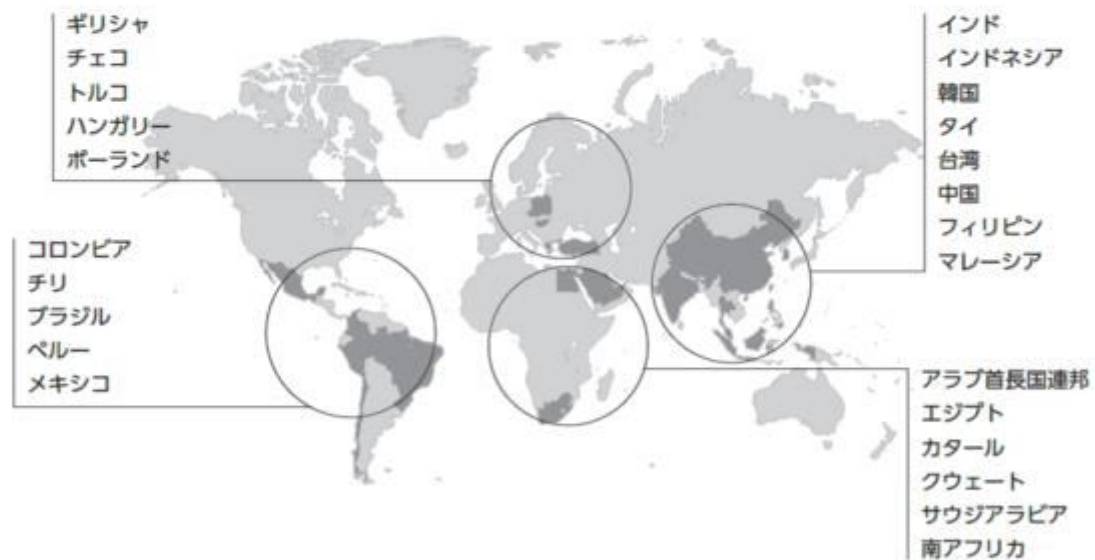 ギリシャ
チェコ
トルコ
ハンガリー
ポーランド
インド
インドネシア
韓国
タイ
台湾
中国
フィリピン
マレーシア
コロンビア
チリ
ブラジル
ペルー
メキシコ
アラブ首長国連邦
エジプト
カタール
クウェート
サウジアラビア
南アフリカ